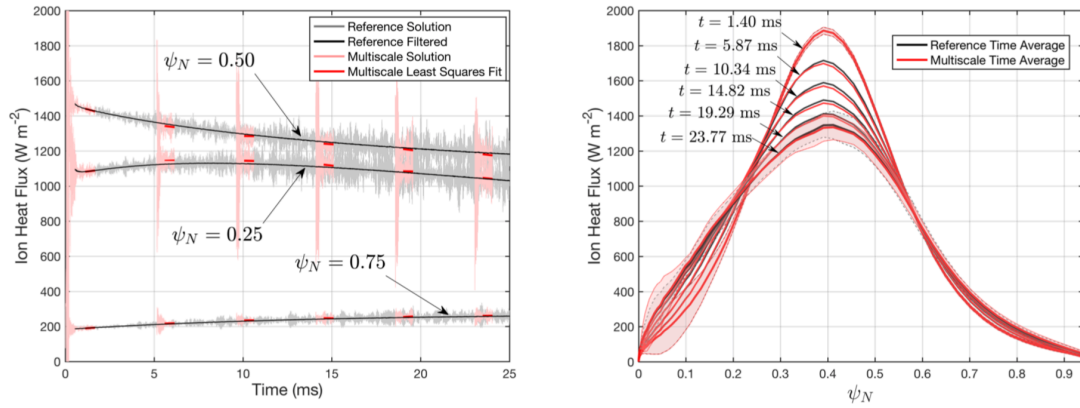 2000
1800
1600
1400
1200
1000
800
600
400
200
0
Ion Heat Flux (W m⁻²)
Reference Solution
Reference Filtered
Multiscale Solution
Multiscale Least Squares Fit
ψN = 0.50
ψN = 0.25
ψN = 0.75
0 5 10 15 20 25
Time (ms)
2000
1800
1600
1400
1200
1000
800
600
400
200
0
Ion Heat Flux (W m⁻²)
t = 1.40 ms
t = 5.87 ms
t = 10.34 ms
t = 14.82 ms
t = 19.29 ms
t = 23.77 ms
Reference Time Average
Multiscale Time Average
0 0.1 0.2 0.3 0.4 0.5 0.6 0.7 0.8 0.9
ψN